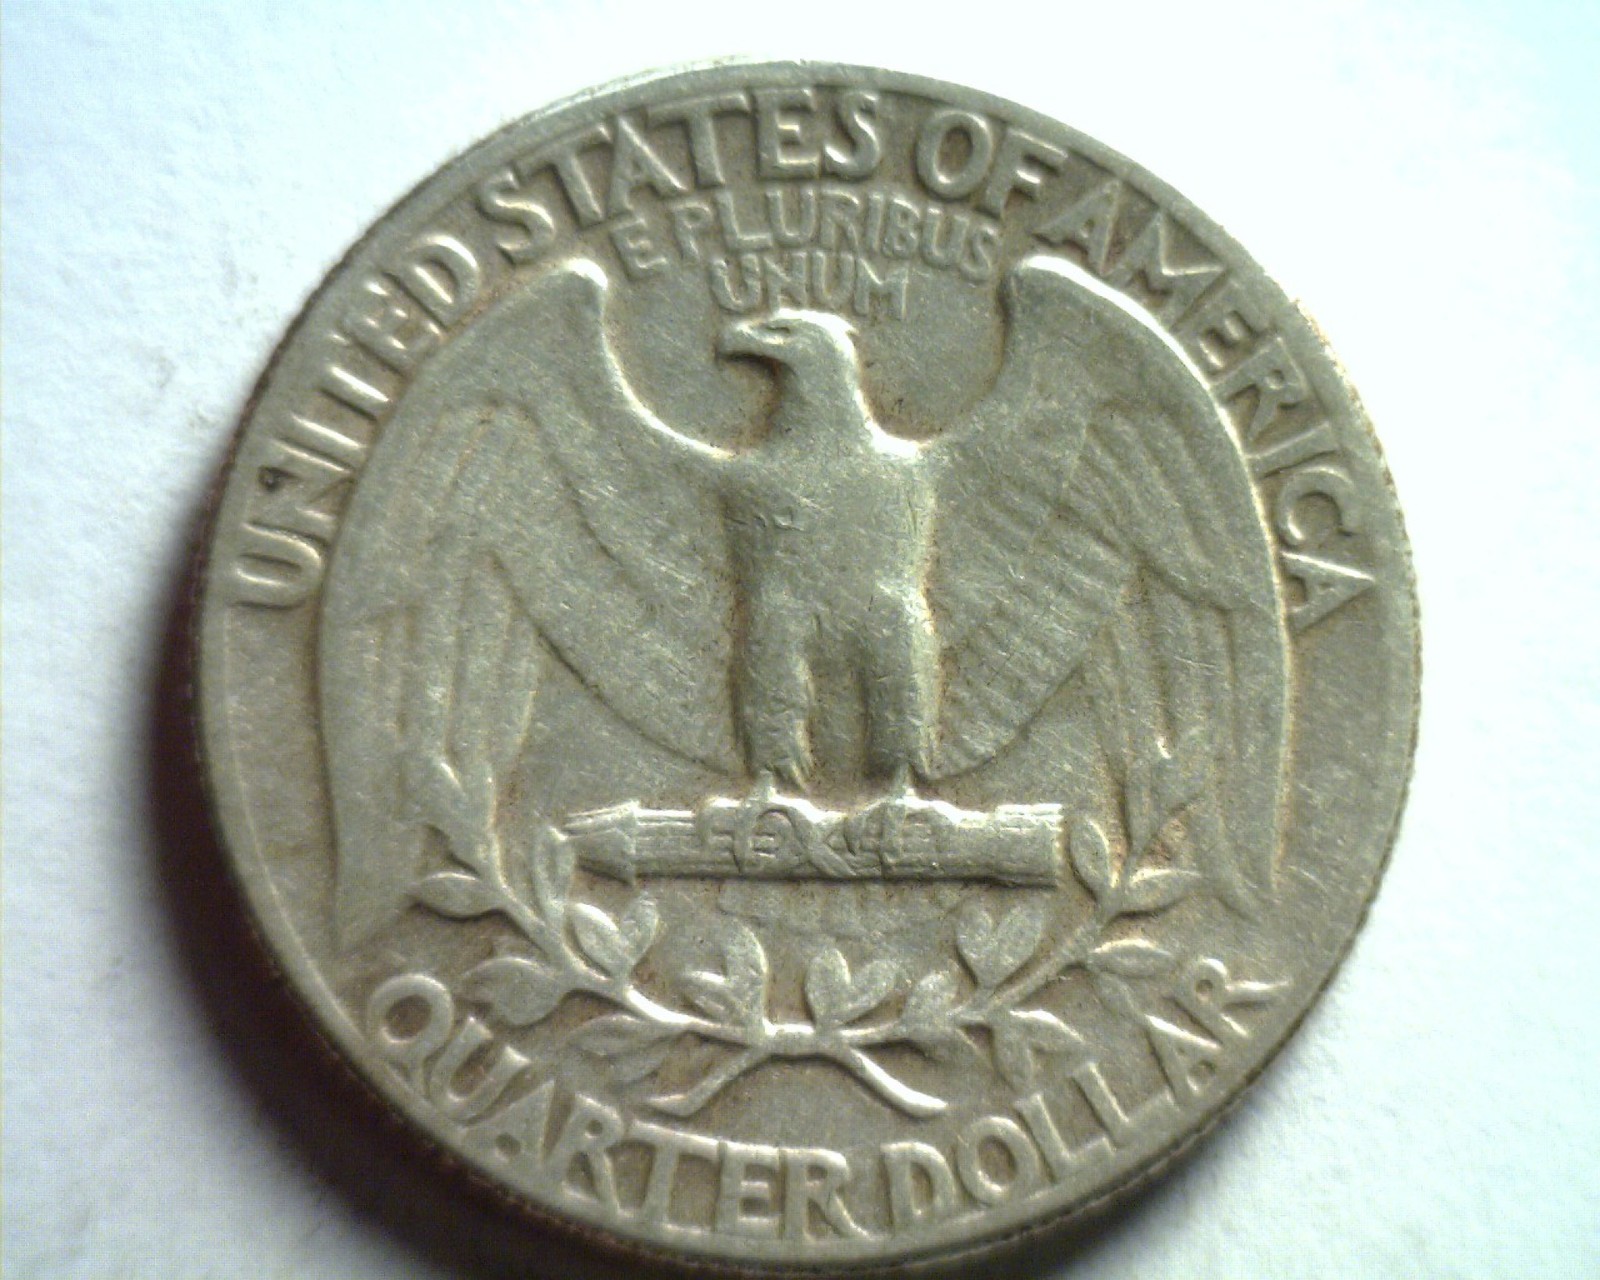 UNITED STATES OF AMERICA
E PLURIBUS
UNUM
QUARTER DOLLAR